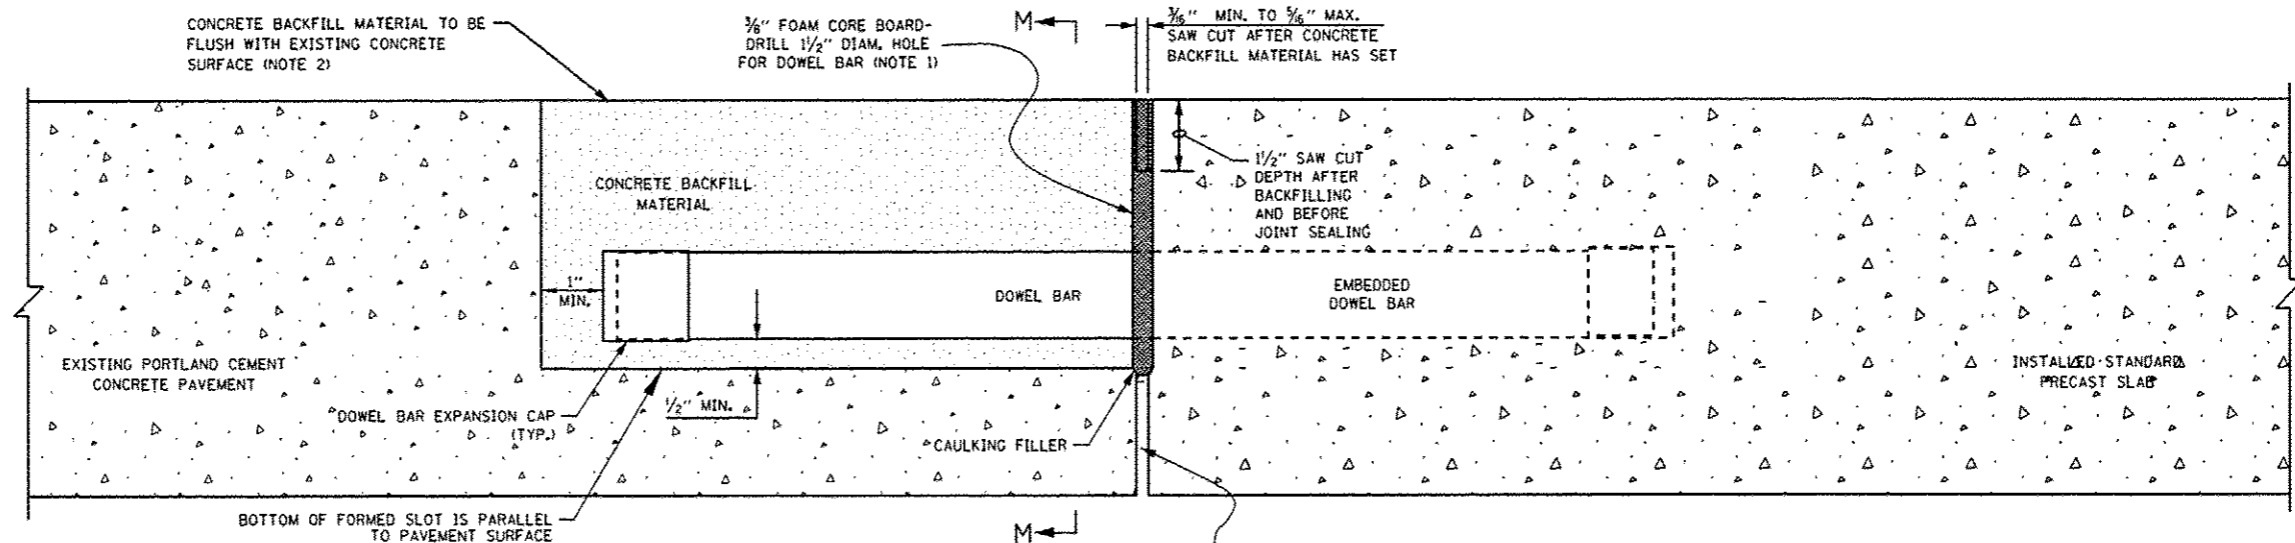 CONCRETE BACKFILL MATERIAL TO BE
FLUSH WITH EXISTING CONCRETE
SURFACE (NOTE 2)
3/8" FOAM CORE BOARD-
DRILL 1 1/2" DIAM. HOLE
FOR DOWEL BAR (NOTE 1)
M
3/16" MIN. TO 5/16" MAX.
SAW CUT AFTER CONCRETE
BACKFILL MATERIAL HAS SET
CONCRETE BACKFILL
MATERIAL
1 1/2" SAW CUT
DEPTH AFTER
BACKFILLING
AND BEFORE
JOINT SEALING
1"
MIN.
DOWEL BAR
EMBEDDED
DOWEL BAR
EXISTING PORTLAND CEMENT
CONCRETE PAVEMENT
INSTALLED STANDARD
PRECAST SLAB
DOWEL BAR EXPANSION CAP
(TYP.)
1/2" MIN.
CAULKING FILLER
BOTTOM OF FORMED SLOT IS PARALLEL
TO PAVEMENT SURFACE
M